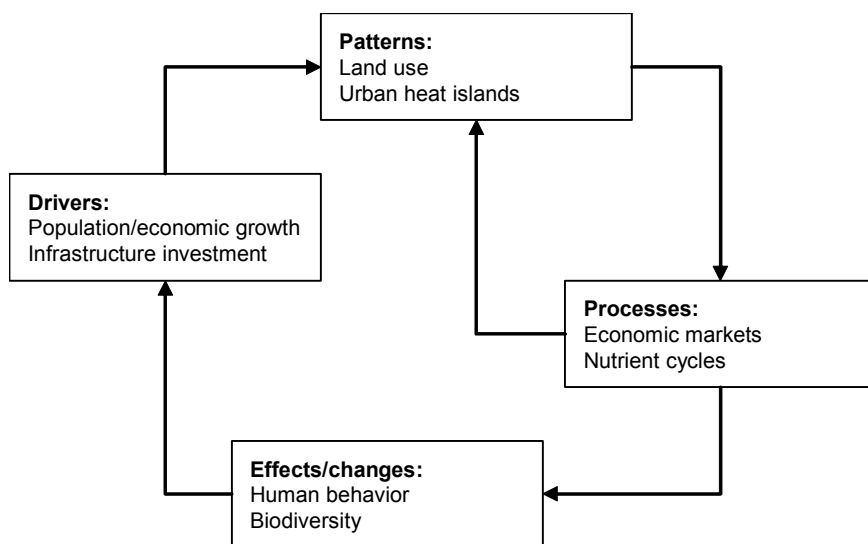 Patterns:
Land use
Urban heat islands
Drivers:
Population/economic growth
Infrastructure investment
Processes:
Economic markets
Nutrient cycles
Effects/changes:
Human behavior
Biodiversity